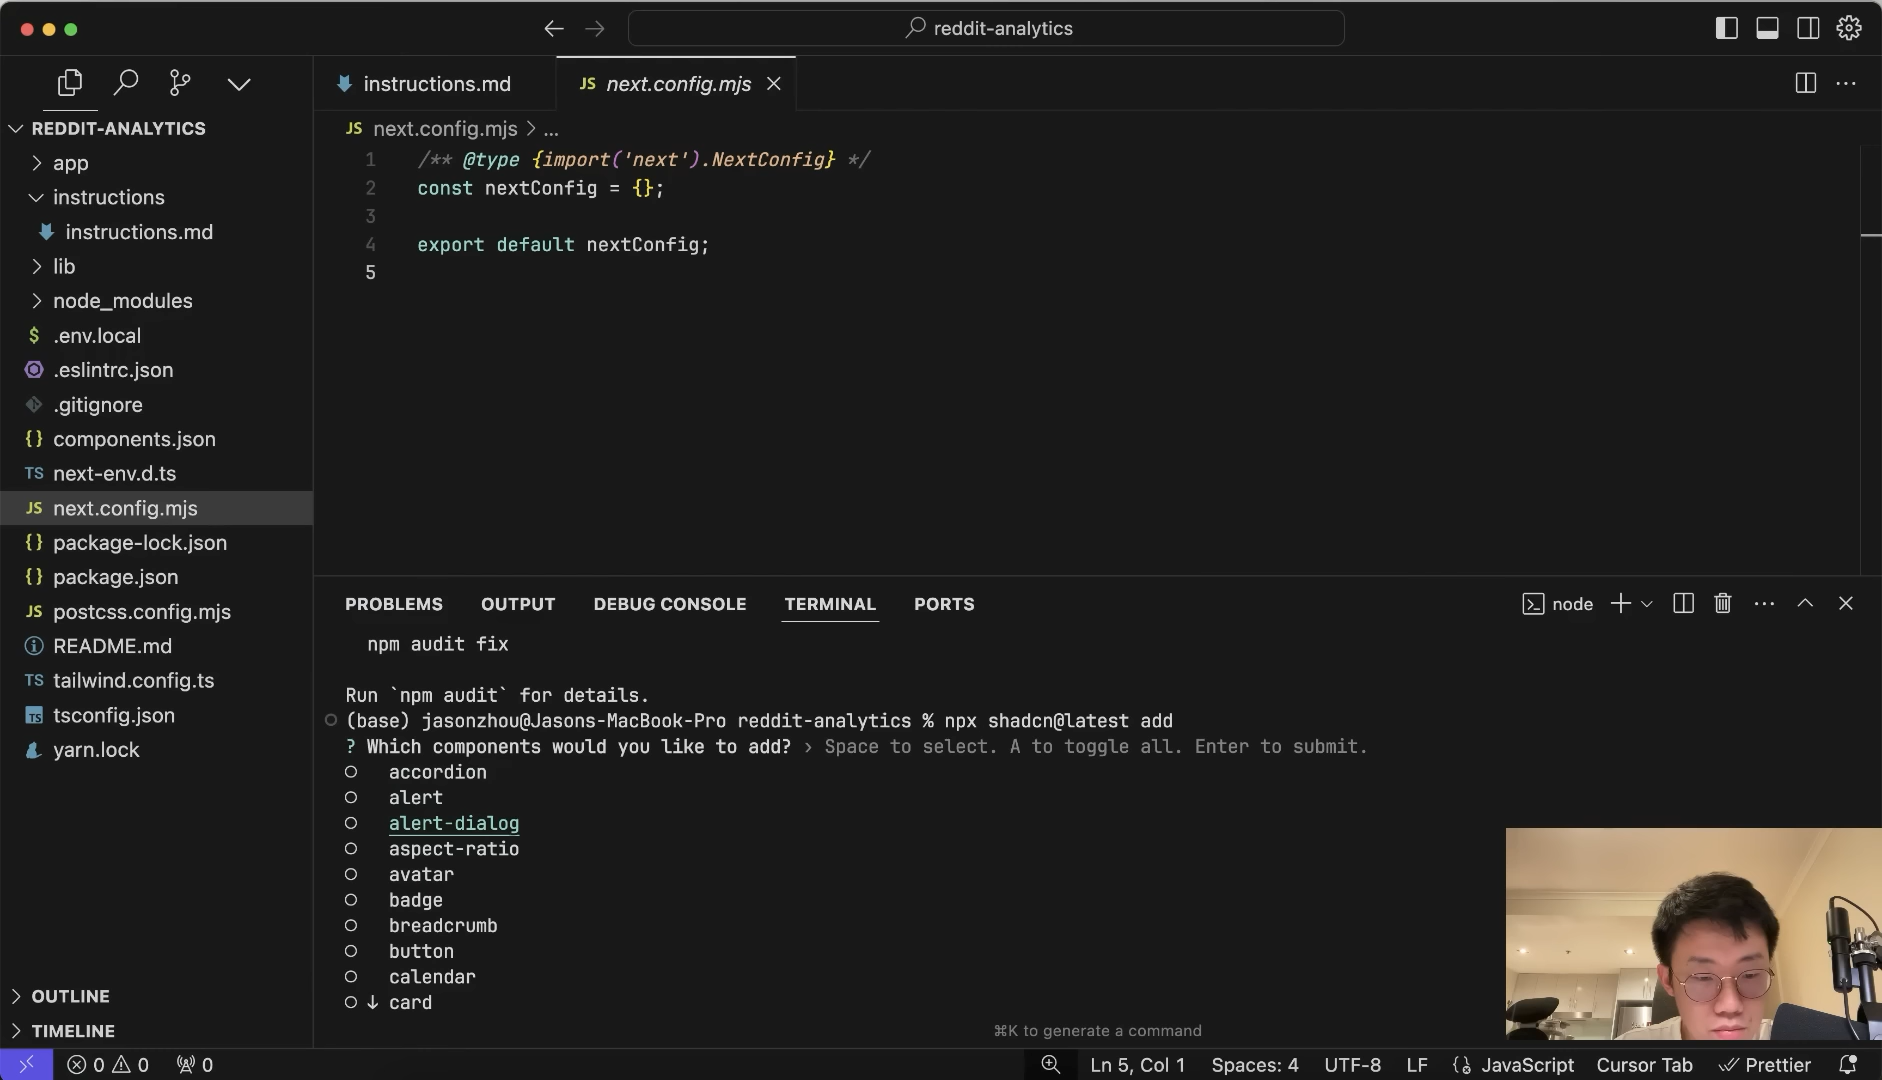 reddit-analytics
instructions.md
JS next.config.mjs
REDDIT-ANALYTICS
app
instructions
instructions.md
lib
node_modules
$ .env.local
.eslintrc.json
.gitignore
{} components.json
TS next-env.d.ts
JS next.config.mjs
{} package-lock.json
{} package.json
JS postcss.config.mjs
README.md
TS tailwind.config.ts
TS tsconfig.json
yarn.lock
OUTLINE
TIMELINE
JS next.config.mjs > ...
1 /** @type {import('next').NextConfig} */
2 const nextConfig = {};
3
4 export default nextConfig;
5
PROBLEMS OUTPUT DEBUG CONSOLE TERMINAL PORTS
node
npm audit fix
Run `npm audit` for details.
(base) jasonzhou@Jasons-MacBook-Pro reddit-analytics % npx shadcn@latest add
? Which components would you like to add? › Space to select. A to toggle all. Enter to submit.
accordion
alert
alert-dialog
aspect-ratio
avatar
badge
breadcrumb
button
calendar
↓ card
⌘K to generate a command
0 0 0 Ln 5, Col 1 Spaces: 4 UTF-8 LF JavaScript Cursor Tab Prettier